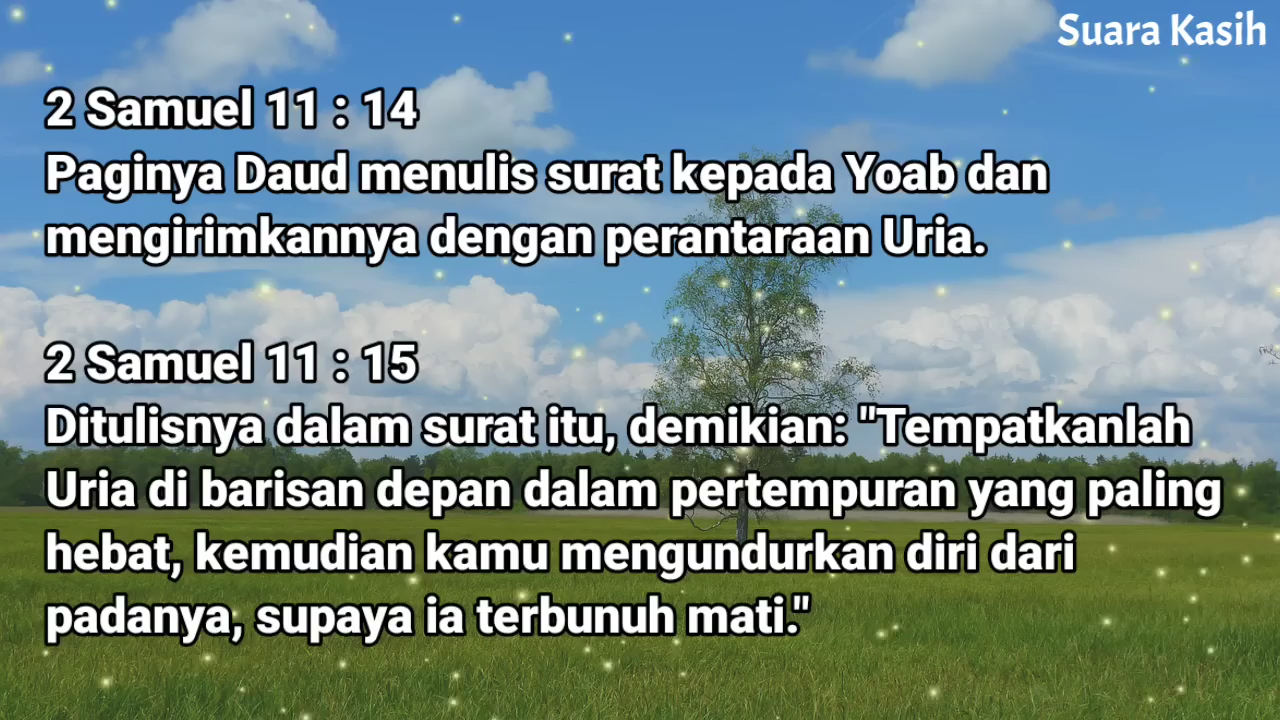 Suara Kasih
2 Samuel 11 : 14
Paginya Daud menulis surat kepada Yoab dan
mengirimkannya dengan perantaraan Uria.
2 Samuel 11 : 15
Ditulisnya dalam surat itu, demikian: "Tempatkanlah
Uria di barisan depan dalam pertempuran yang paling
hebat, kemudian kamu mengundurkan diri dari
padanya, supaya ia terbunuh mati."